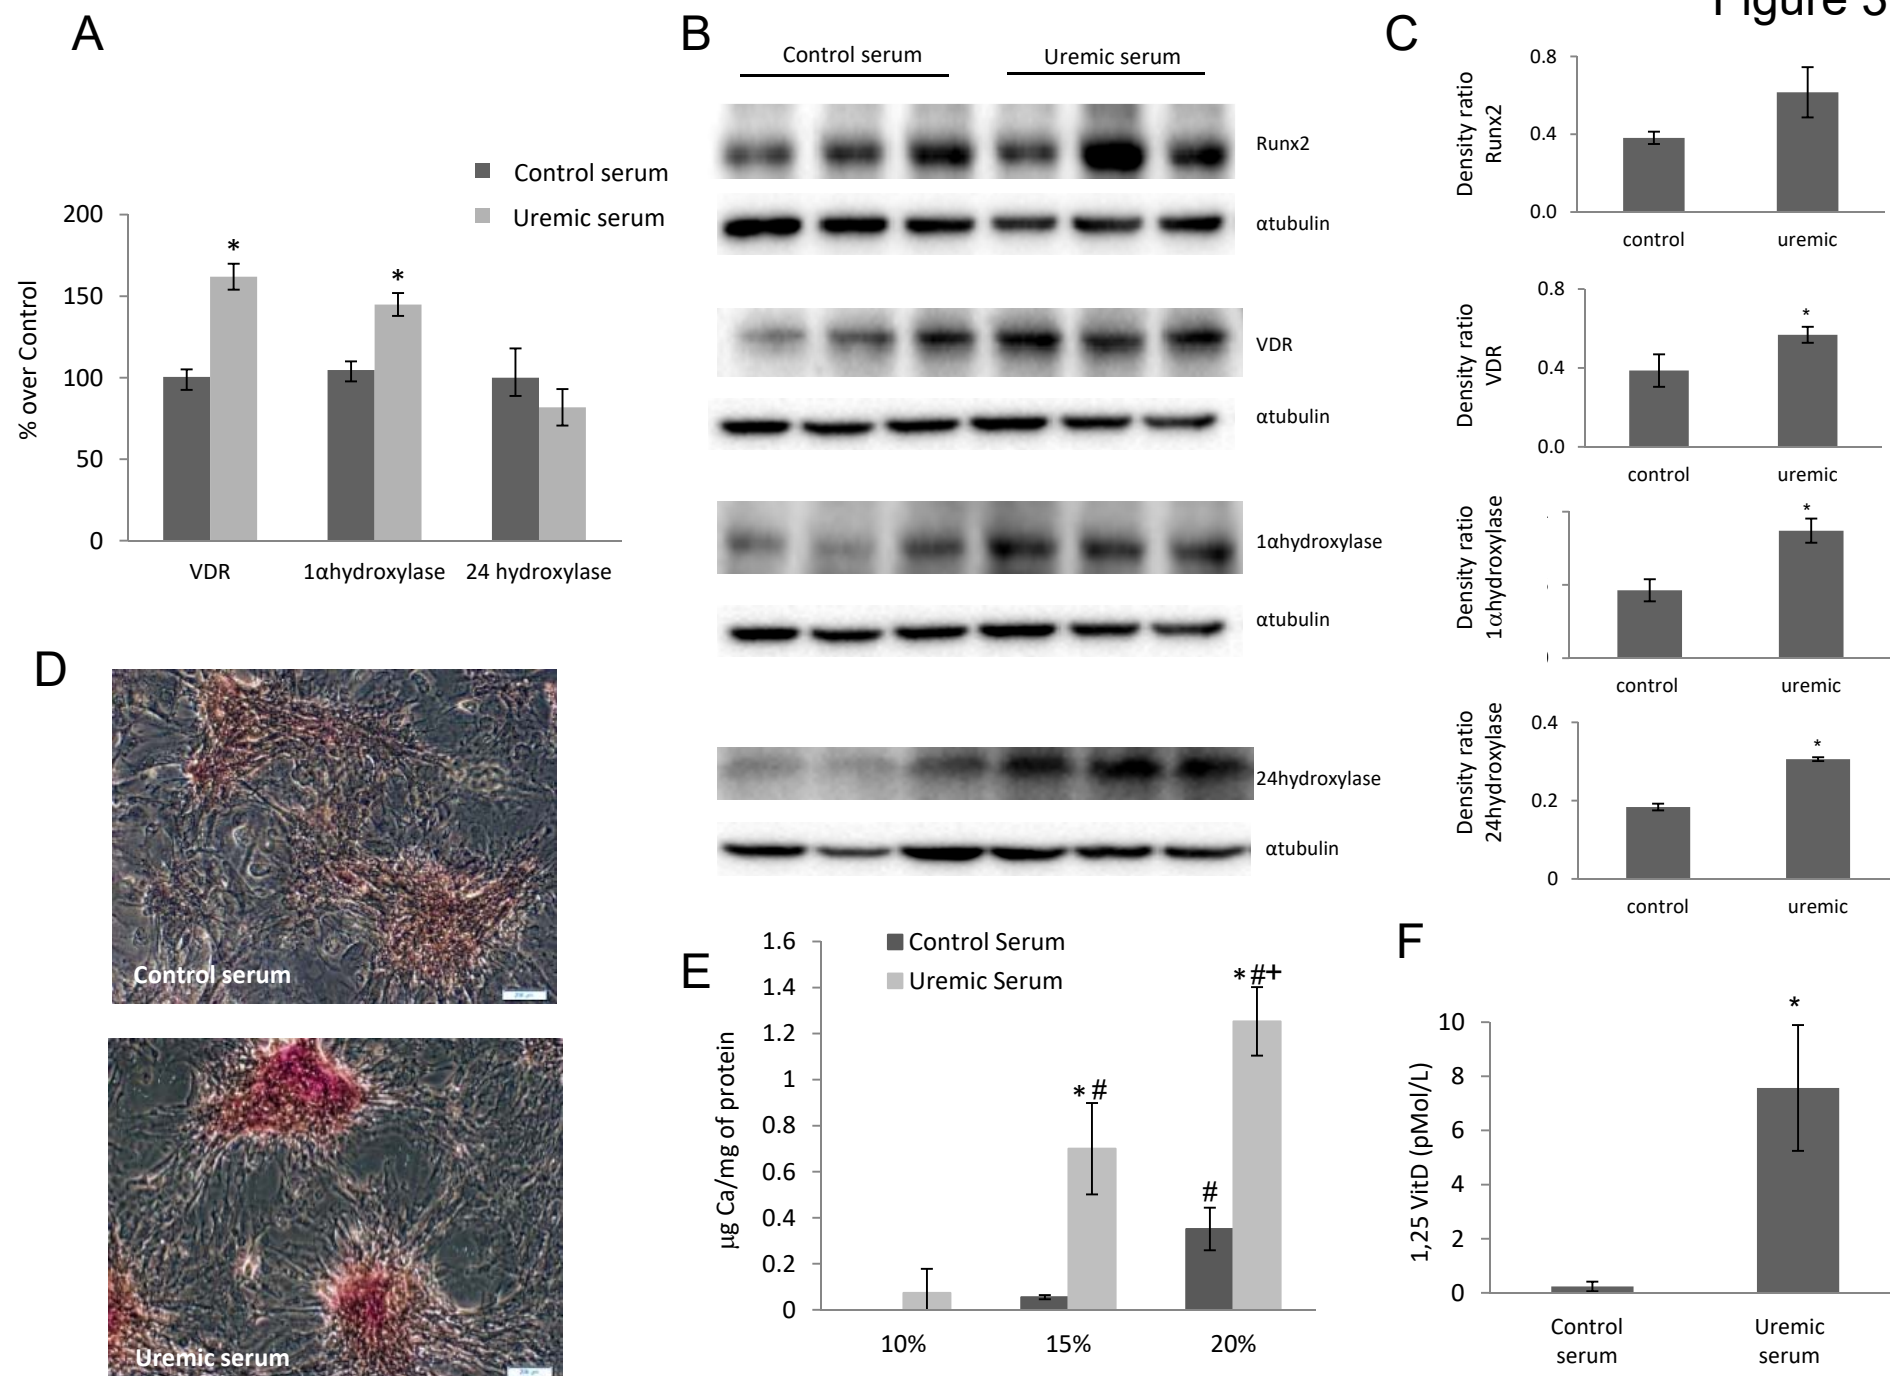 Figure 3
A
Control serum
Uremic serum
% over Control
200
150
100
50
0
*
*
VDR
1αhydroxylase
24 hydroxylase
B
Control serum
Uremic serum
Runx2
αtubulin
VDR
αtubulin
1αhydroxylase
αtubulin
24hydroxylase
αtubulin
C
Density ratio
Runx2
0.8
0.4
0.0
control
uremic
Density ratio
VDR
0.8
0.4
0.0
*
control
uremic
Density ratio
1αhydroxylase
*
control
uremic
Density ratio
24hydroxylase
0.4
0.2
0
*
control
uremic
D
Control serum
Uremic serum
E
Control Serum
Uremic Serum
µg Ca/mg of protein
1.6
1.4
1.2
1
0.8
0.6
0.4
0.2
0
*#
#
*#+
10%
15%
20%
F
1,25 VitD (pMol/L)
10
8
6
4
2
0
*
Control
serum
Uremic
serum